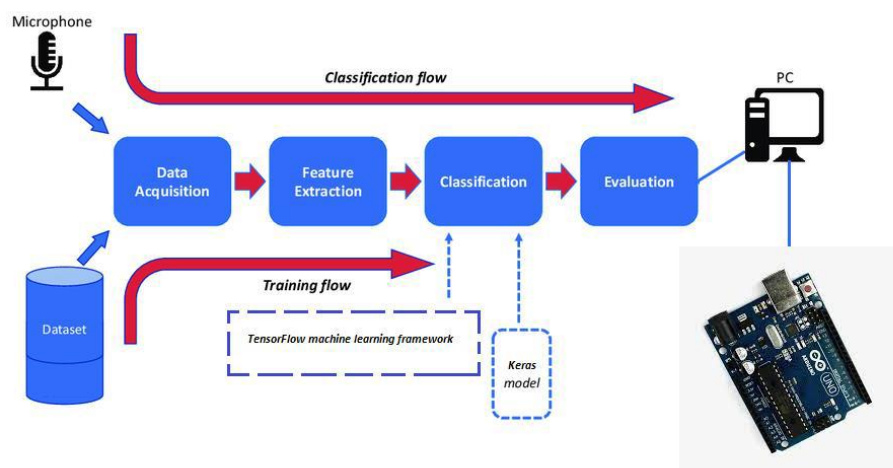 Microphone
Classification flow
PC
Data
Acquisition
Feature
Extraction
Classification
Evaluation
Training flow
Dataset
TensorFlow machine learning framework
Keras
model
UNO
ARDUINO